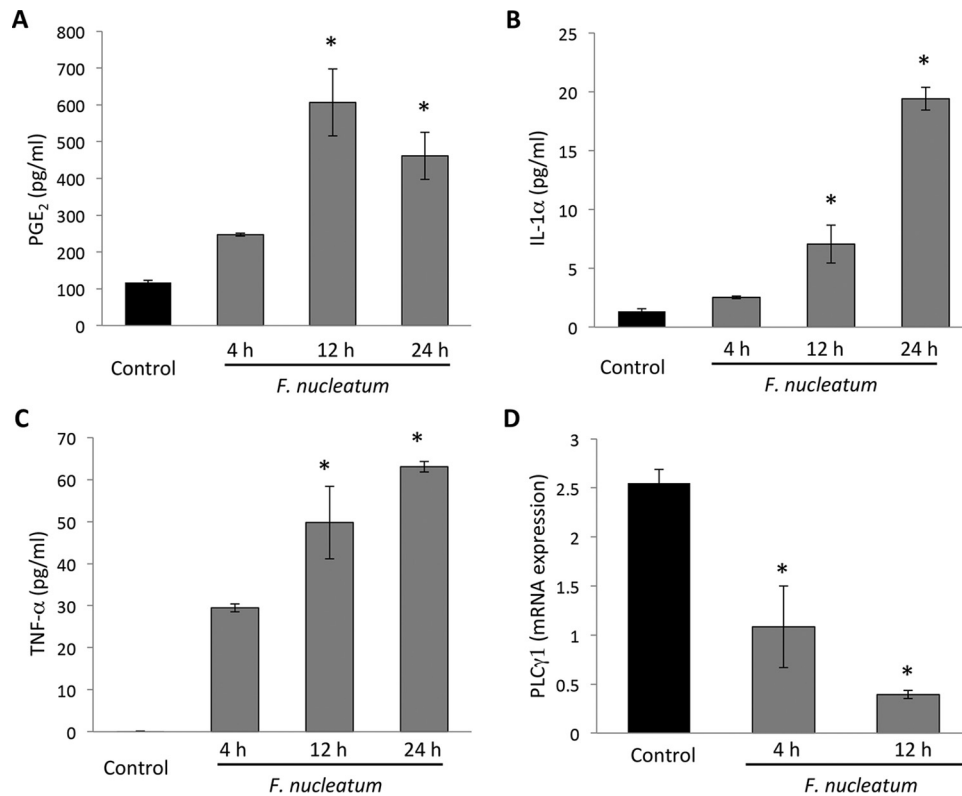 A
PGE2 (pg/ml)
800
700
600
500
400
300
200
100
0
Control
4 h 12 h 24 h
F. nucleatum
B
IL-1α (pg/ml)
25
20
15
10
5
0
Control
4 h 12 h 24 h
F. nucleatum
C
TNF-α (pg/ml)
70
60
50
40
30
20
10
0
Control
4 h 12 h 24 h
F. nucleatum
D
PLCγ1 (mRNA expression)
3
2.5
2
1.5
1
0.5
0
Control
4 h 12 h
F. nucleatum
* *
* *
* *
* *